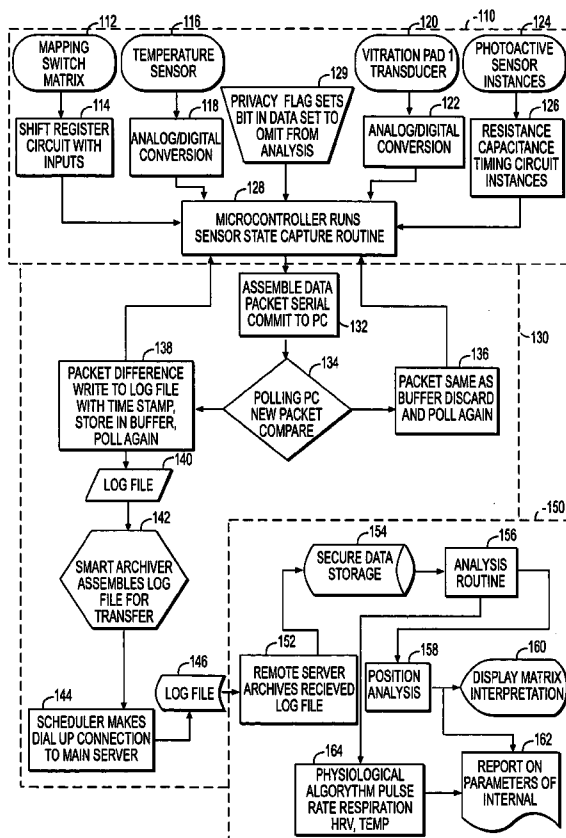 112
MAPPING
SWITCH
MATRIX
116
TEMPERATURE
SENSOR
120
VITRATION PAD 1
TRANSDUCER
124
PHOTOACTIVE
SENSOR
INSTANCES
110
114
SHIFT REGISTER
CIRCUIT WITH
INPUTS
118
ANALOG/DIGITAL
CONVERSION
129
PRIVACY FLAG SETS
BIT IN DATA SET TO
OMIT FROM
ANALYSIS
122
ANALOG/DIGITAL
CONVERSION
126
RESISTANCE
CAPACITANCE
TIMING CIRCUIT
INSTANCES
128
MICROCONTROLLER RUNS
SENSOR STATE CAPTURE ROUTINE
ASSEMBLE DATA
PACKET SERIAL
COMMIT TO PC
132
130
138
PACKET DIFFERENCE
WRITE TO LOG FILE
WITH TIME STAMP,
STORE IN BUFFER,
POLL AGAIN
134
POLLING PC
NEW PACKET
COMPARE
136
PACKET SAME AS
BUFFER DISCARD
AND POLL AGAIN
140
LOG FILE
142
SMART ARCHIVER
ASSEMBLES LOG
FILE FOR
TRANSFER
144
SCHEDULER MAKES
DIAL UP CONNECTION
TO MAIN SERVER
146
LOG FILE
150
154
SECURE DATA
STORAGE
156
ANALYSIS
ROUTINE
152
REMOTE SERVER
ARCHIVES RECIEVED
LOG FILE
158
POSITION
ANALYSIS
160
DISPLAY MATRIX
INTERPRETATION
164
PHYSIOLOGICAL
ALGORYTHM PULSE
RATE RESPIRATION
HRV, TEMP
162
REPORT ON
PARAMETERS OF
INTERNAL